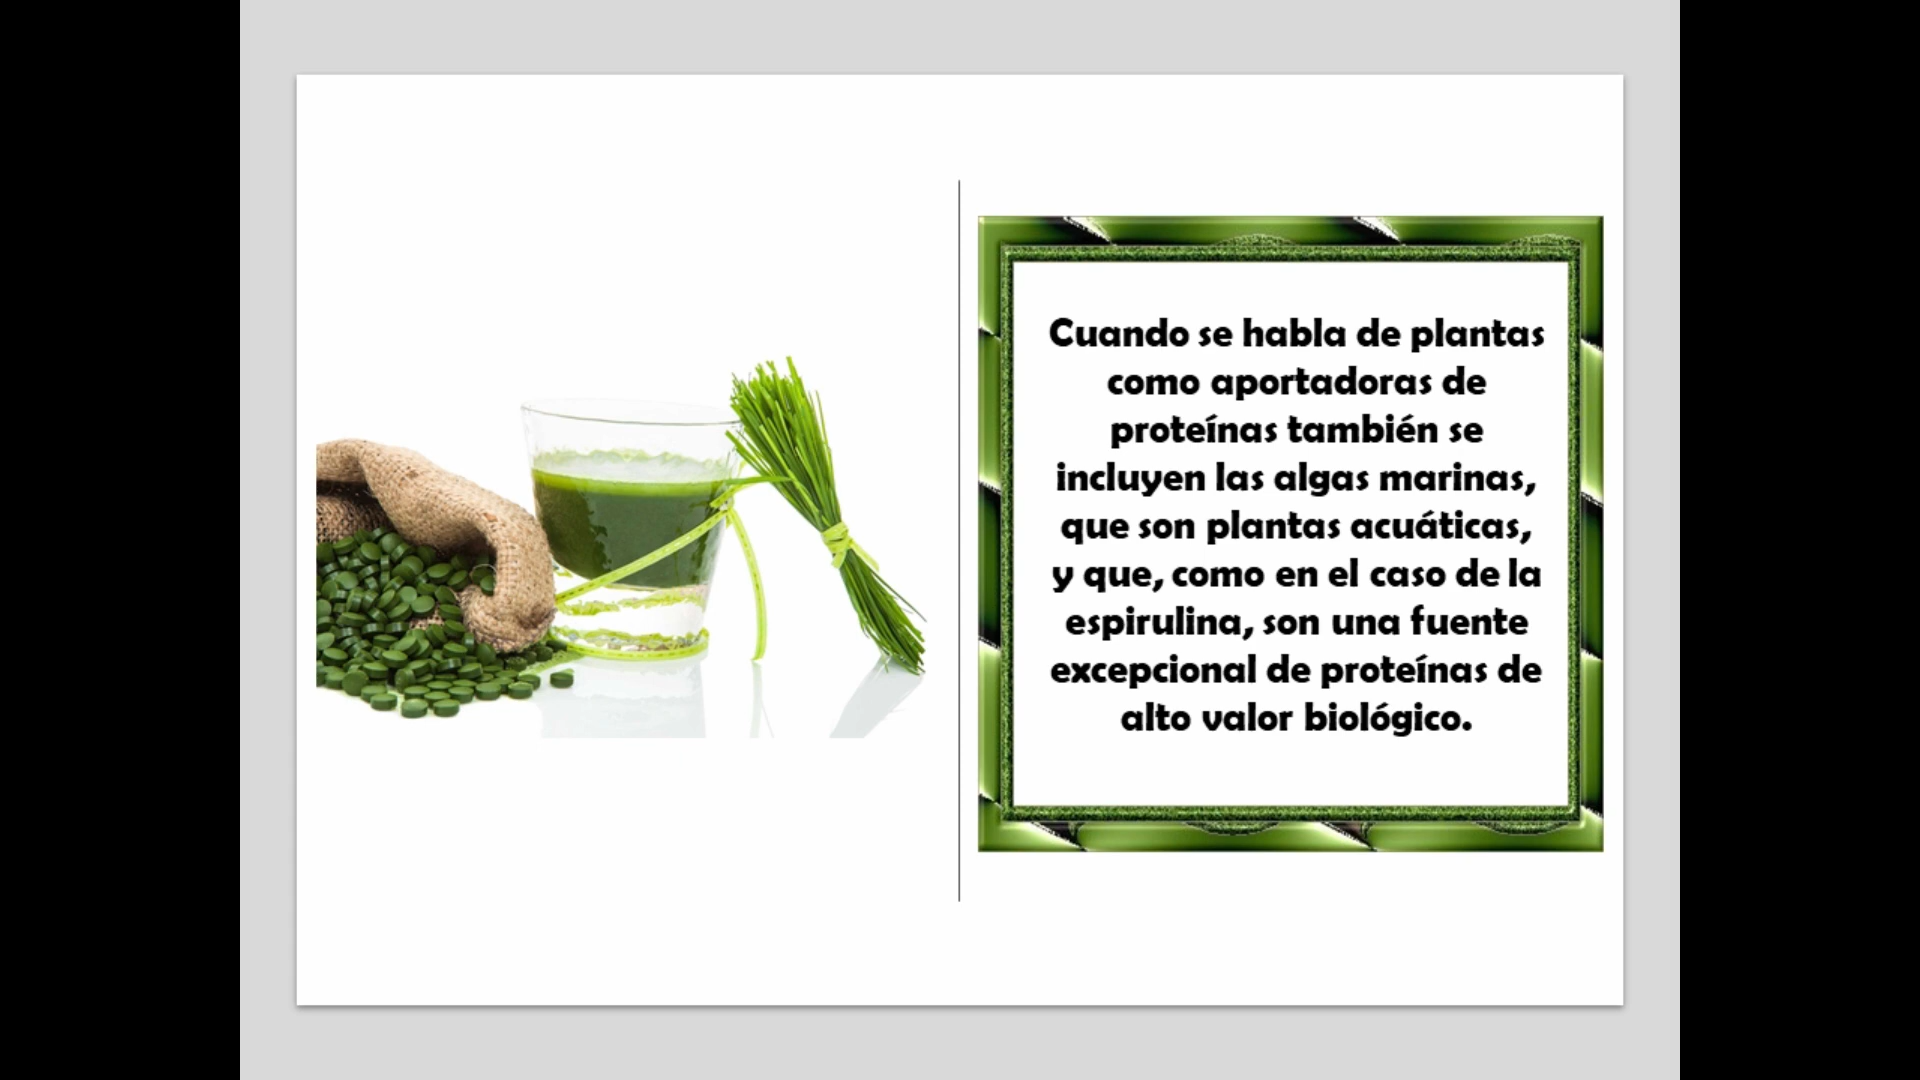 Cuando se habla de plantas
como aportadoras de
proteínas también se
incluyen las algas marinas,
que son plantas acuáticas,
y que, como en el caso de la
espirulina, son una fuente
excepcional de proteínas de
alto valor biológico.